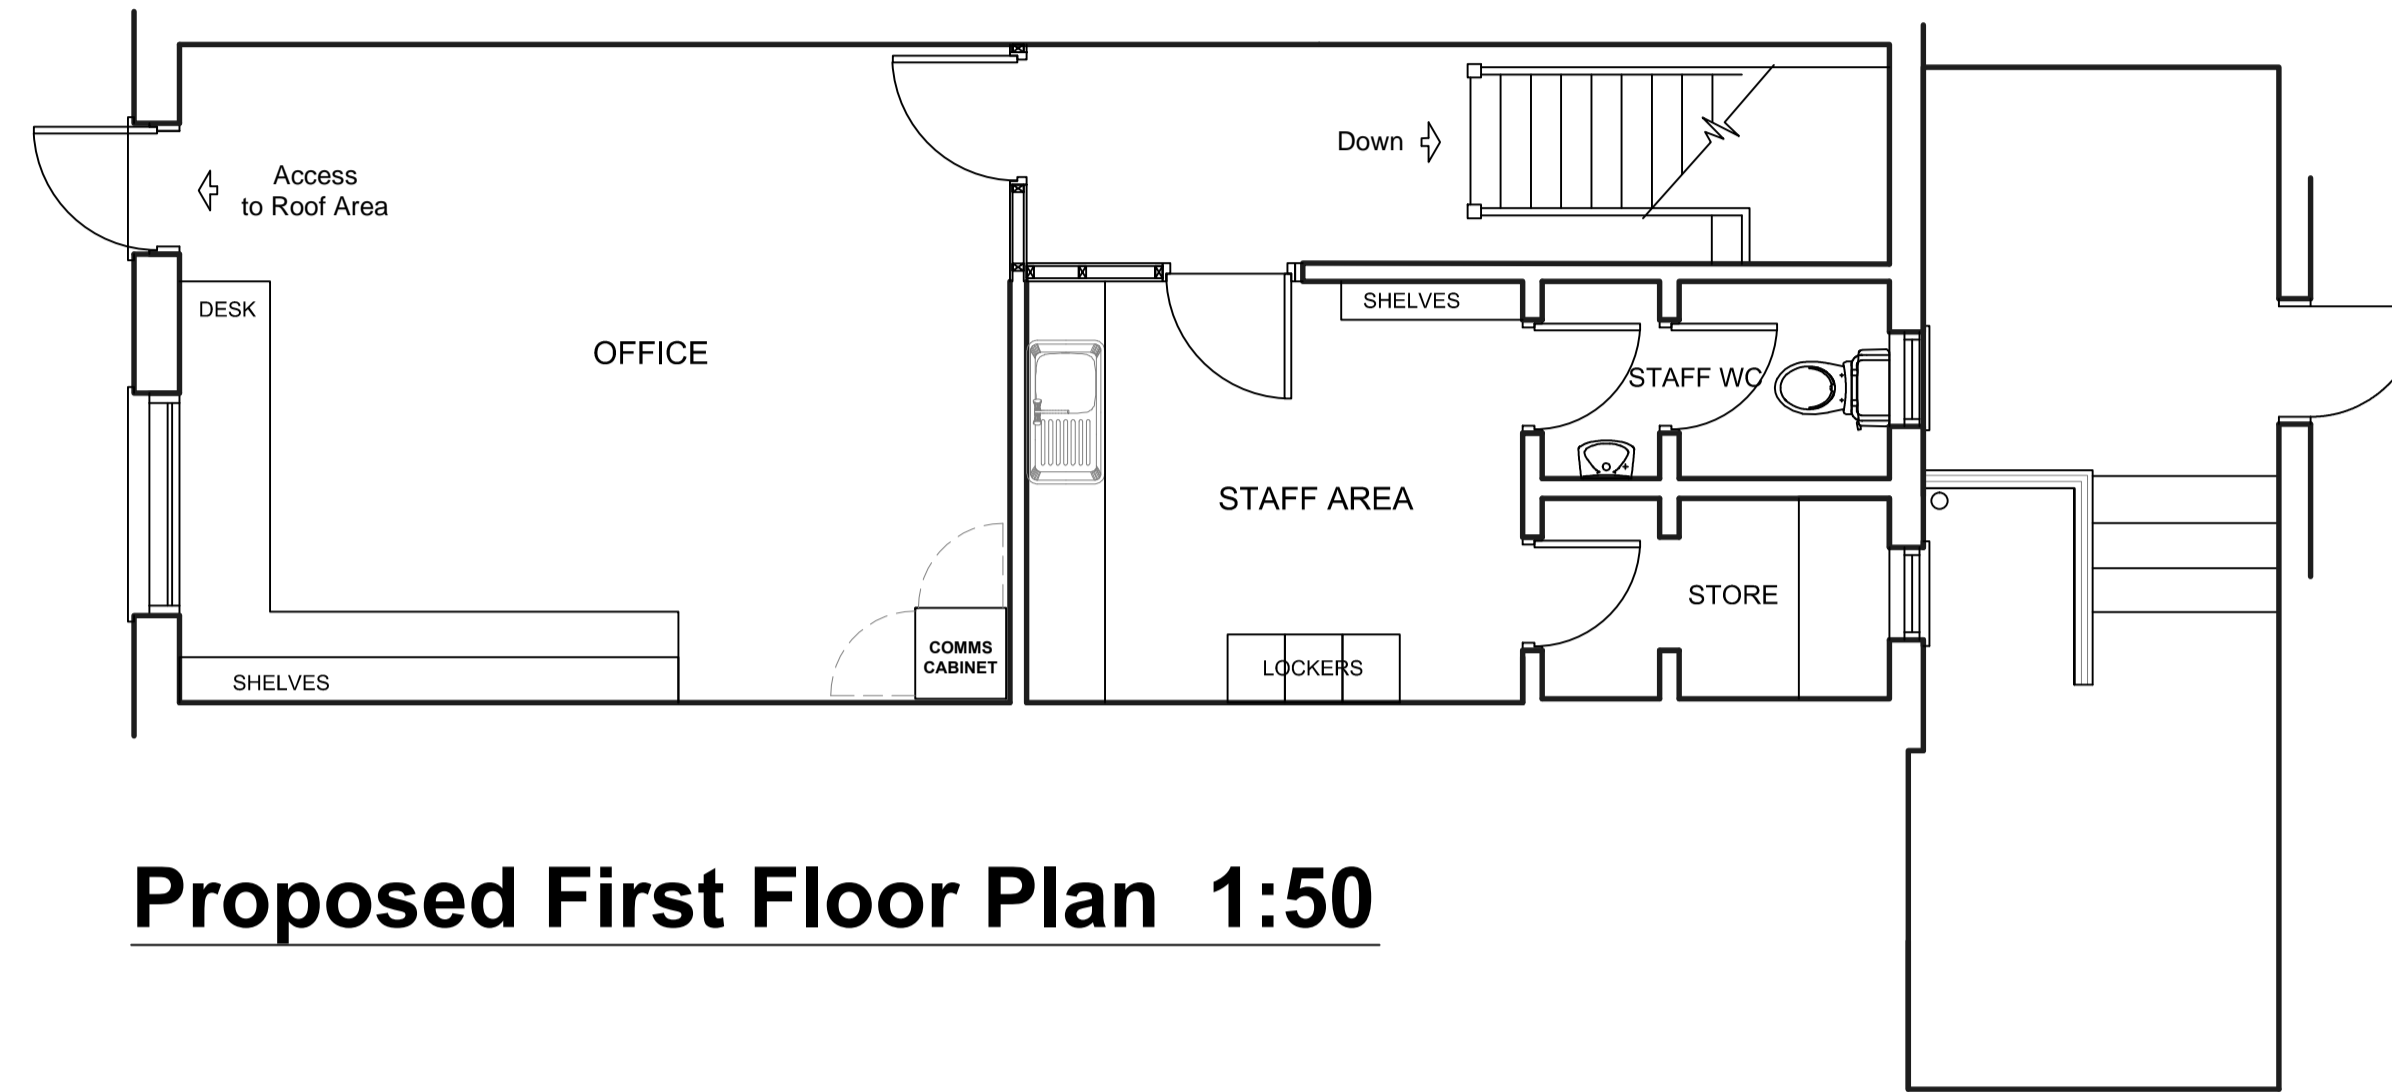 Down
Access
to Roof Area
DESK
SHELVES
OFFICE
STAFF WC
STAFF AREA
STORE
COMMS
CABINET
LOCKERS
SHELVES
Proposed First Floor Plan 1:50